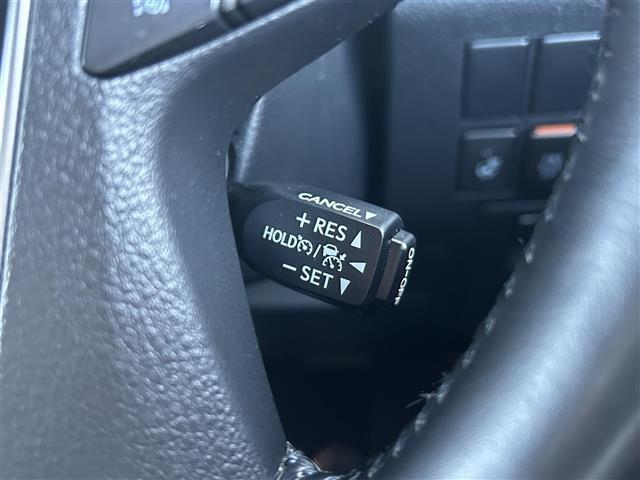 CANCEL▼
+ RES ▲
HOLD / ◀
− SET ▼
ON-OFF